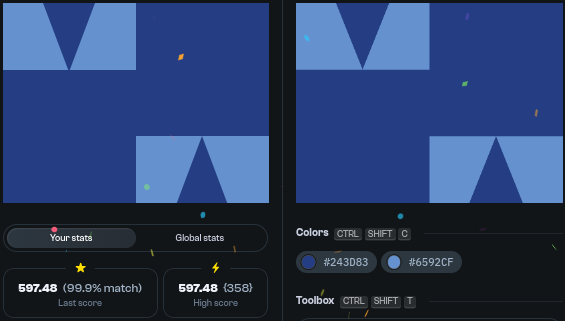 Your stats
Global stats
597.48 (99.9% match)
Last score
597.48 {358}
High score
Colors CTRL SHIFT C
#243D83 #6592CF
Toolbox CTRL SHIFT T